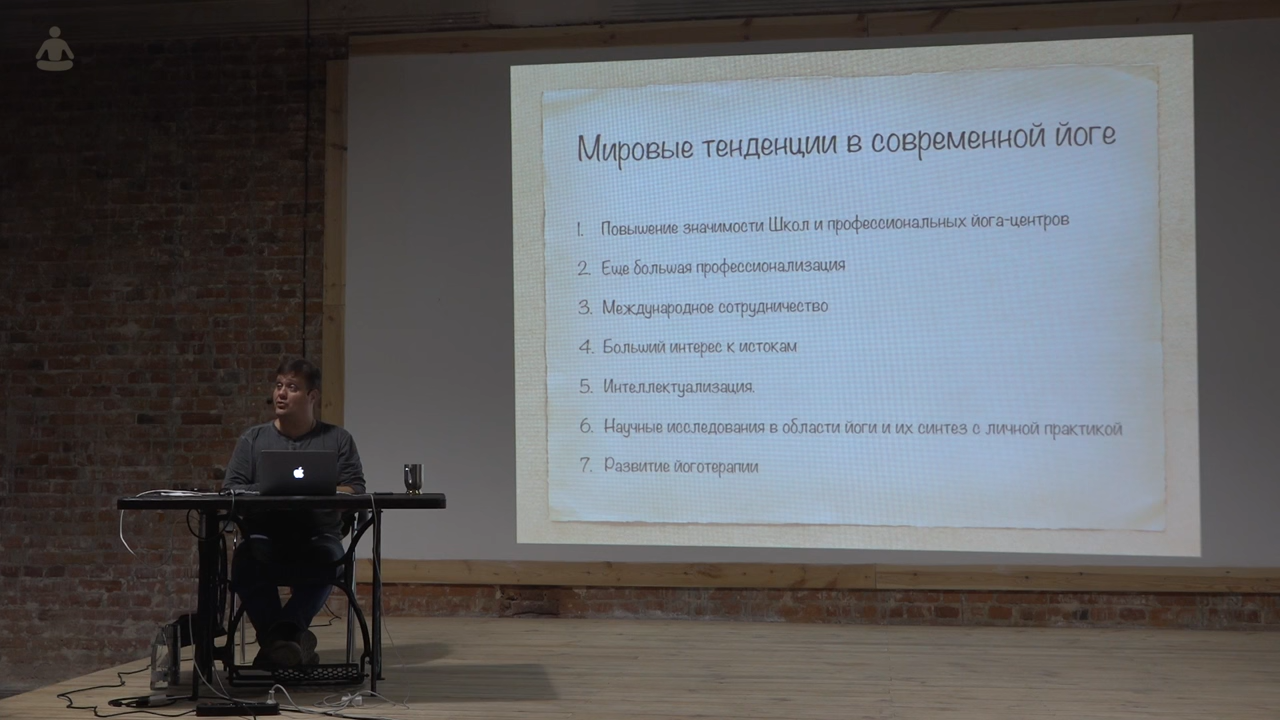 Мировые тенденции в современной йоге
1. Повышение значимости Школ и профессиональных йога-центров
2. Еще большая профессионализация
3. Международное сотрудничество
4. Больший интерес к истокам
5. Интеллектуализация.
6. Научные исследования в области йоги и их синтез с личной практикой
7. Развитие йоготерапии